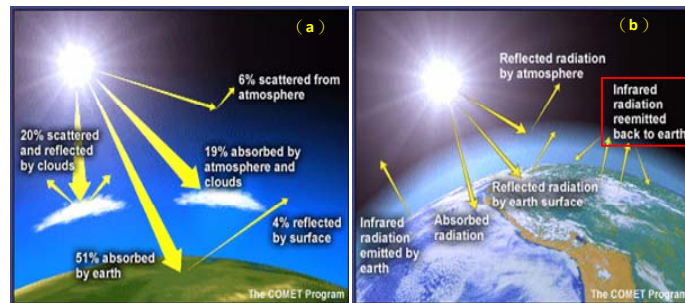 (a)
6% scattered from
atmosphere
20% scattered
and reflected
by clouds
19% absorbed by
atmosphere and
clouds
4% reflected
by surface
51% absorbed
by earth
The COMET Program
(b)
Reflected radiation
by atmosphere
Infrared
radiation
reemitted
back to earth
Reflected radiation
by earth surface
Infrared
radiation
emitted by
earth
Absorbed
radiation
The COMET Program